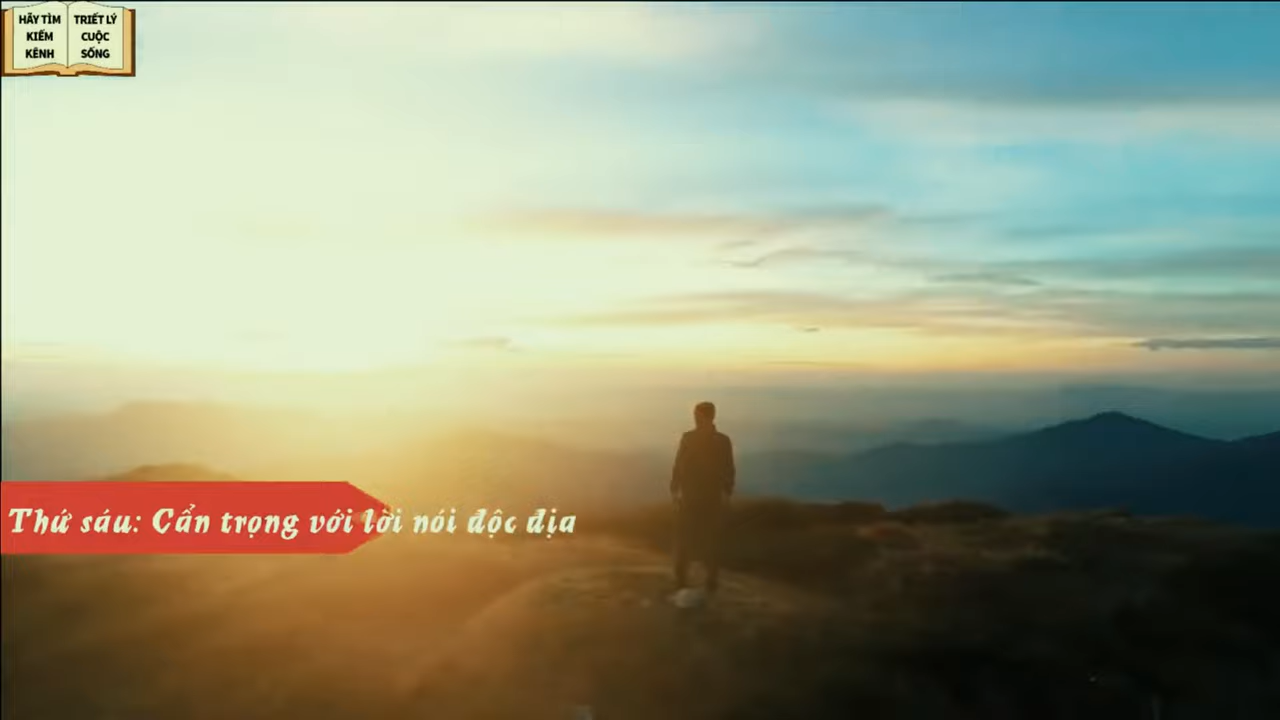 HÃY TÌM
KIẾM
KÊNH
TRIẾT LÝ
CUỘC
SỐNG
Thứ sáu: Cẩn trọng với lời nói độc địa